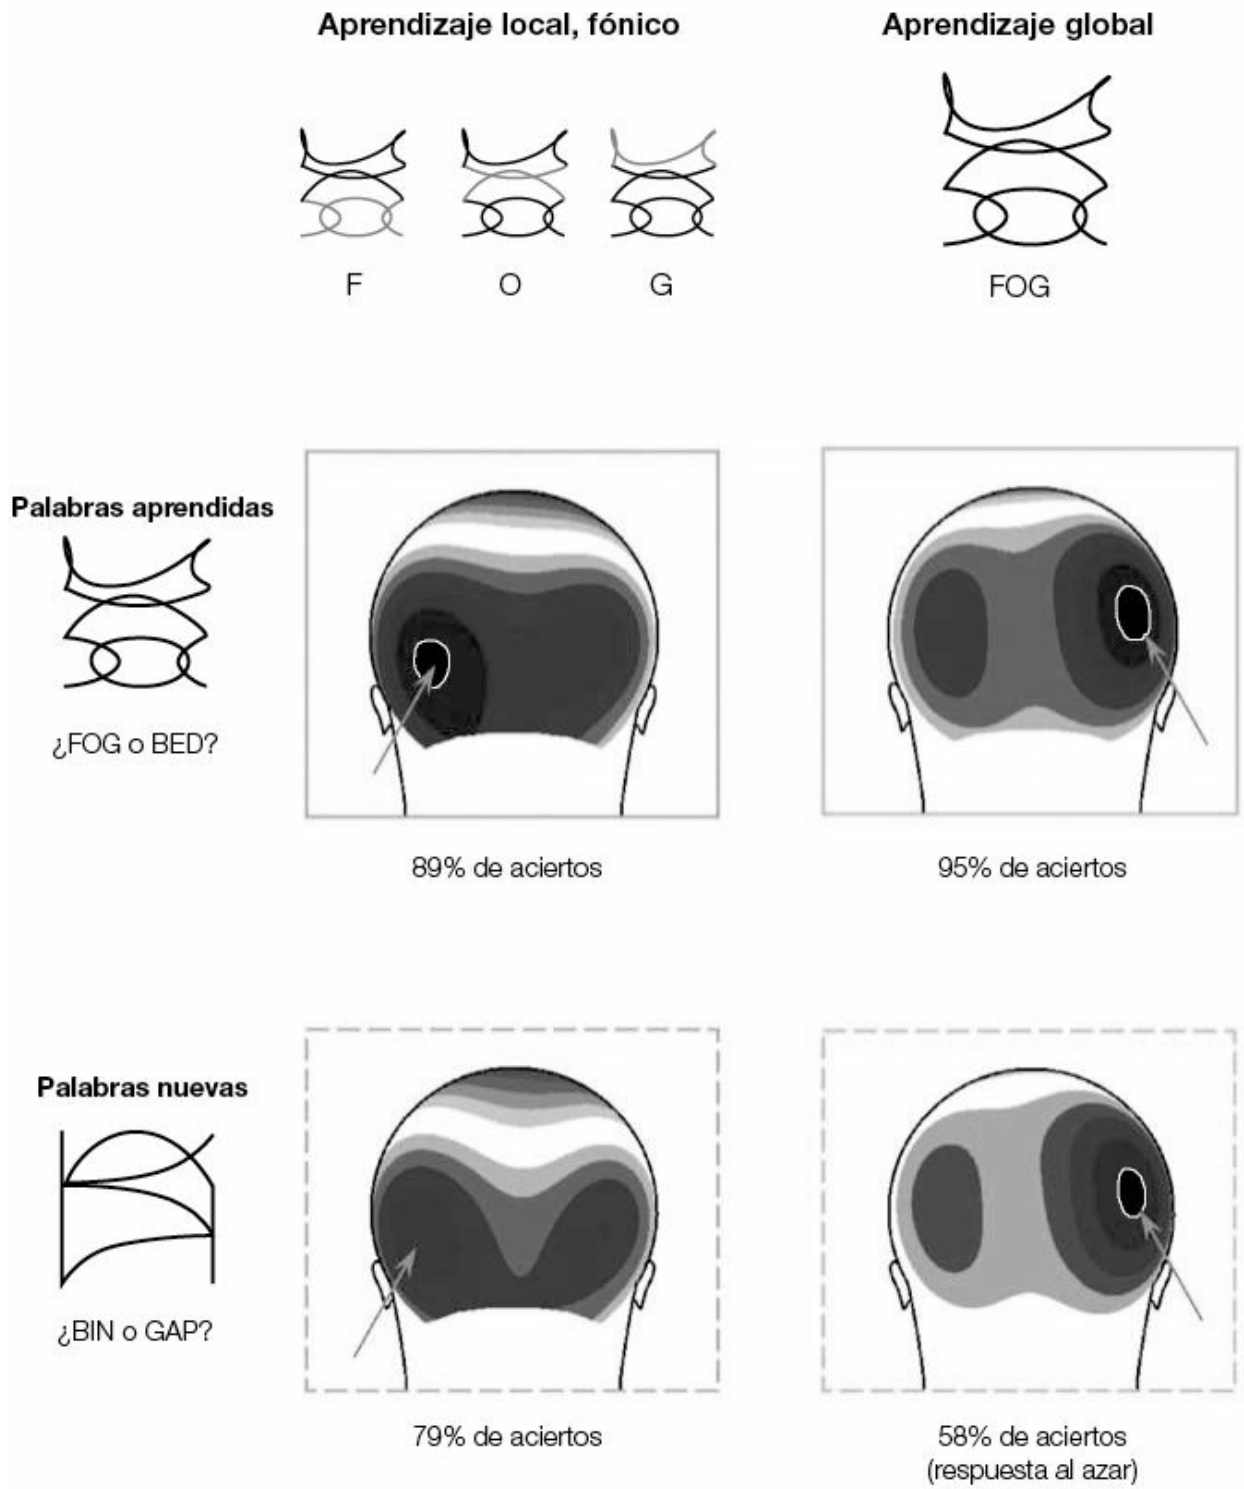 Aprendizaje local, fónico
Aprendizaje global
F
O
G
FOG
Palabras aprendidas
¿FOG o BED?
89% de aciertos
95% de aciertos
Palabras nuevas
¿BIN o GAP?
79% de aciertos
58% de aciertos
(respuesta al azar)